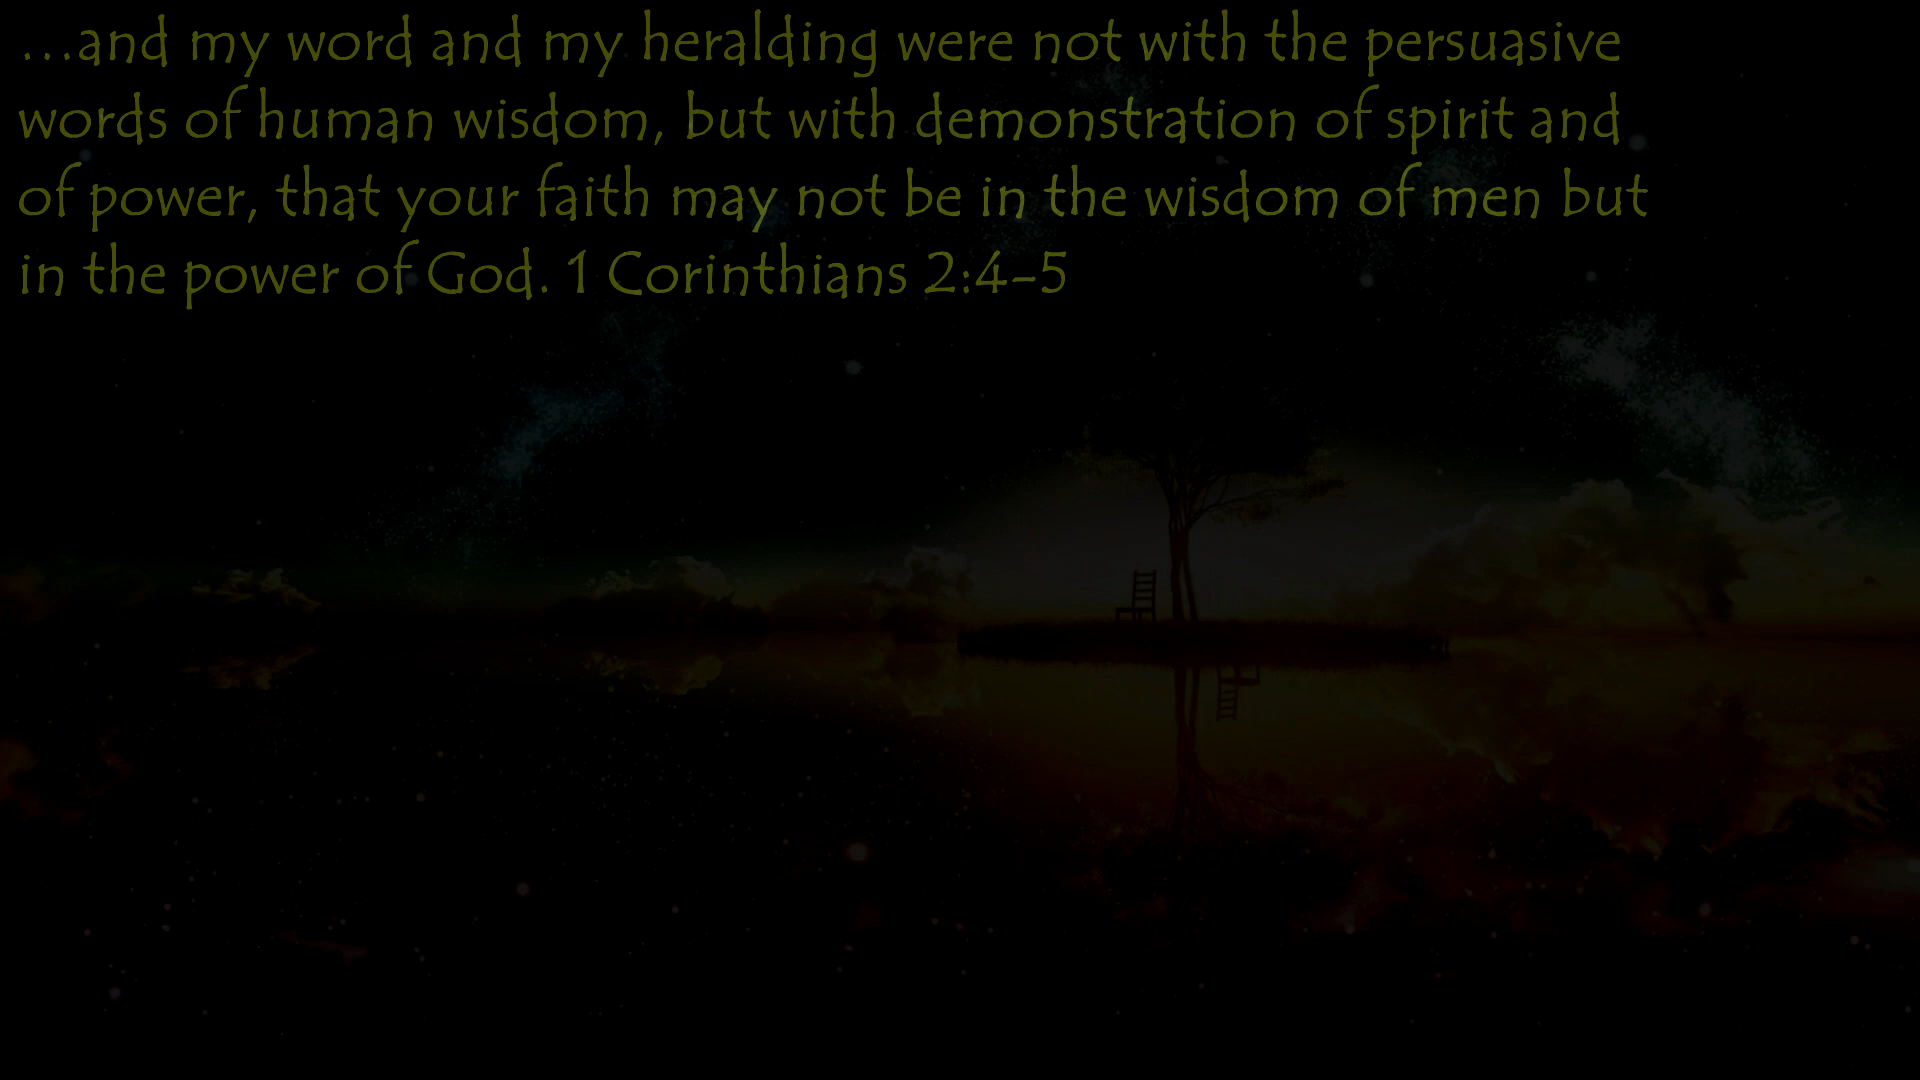 …and my word and my heralding were not with the persuasive
words of human wisdom, but with demonstration of spirit and
of power, that your faith may not be in the wisdom of men but
in the power of God. 1 Corinthians 2:4–5